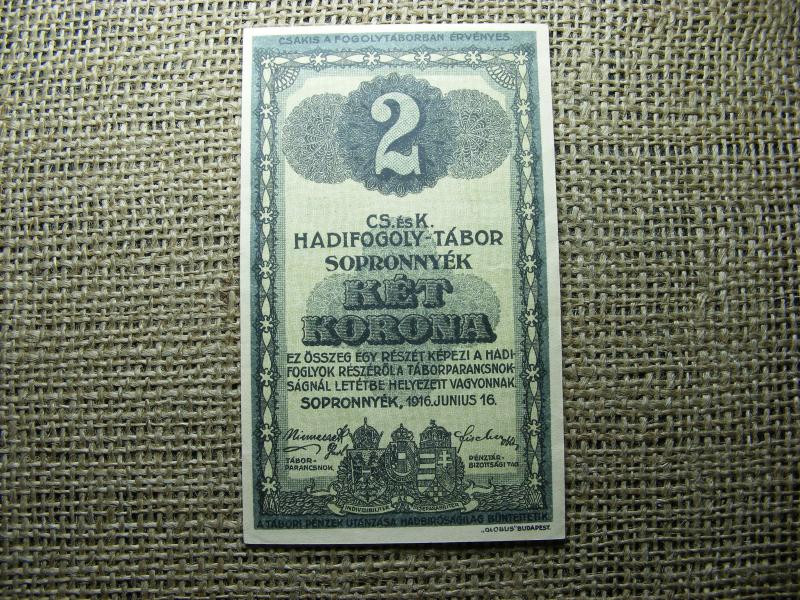 CSAKIS A FOGOLYTÁBORBAN ÉRVÉNYES.
2
CS. ÉS K.
HADIFOGOLY-TÁBOR
SOPRONNYÉK
KÉT
KORONA
EZ ÖSSZEG EGY RÉSZÉT KÉPEZI A HADI-
FOGLYOK RÉSZÉRŐL A TÁBORPARANCSNOK-
SÁGNÁL LETÉTBE HELYEZETT VAGYONNAK.
SOPRONNYÉK, 1916. JUNIUS 16.
TÁBOR-
PARANCSNOK.
PÉNZTÁR-
BIZOTTSÁGI TAG
INDIVISIBILITER INSEPARABILITER
A TÁBORI PÉNZEK UTÁNZÁSA HADBIRÓSÁGILAG BÜNTETTETIK.
„GLOBUS" BUDAPEST.